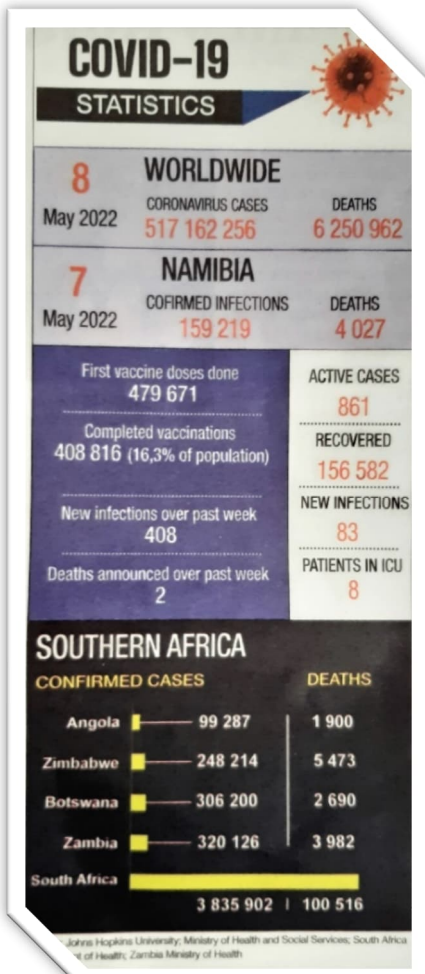 COVID-19
STATISTICS
8
May 2022
WORLDWIDE
CORONAVIRUS CASES
517 162 256
DEATHS
6 250 962
7
May 2022
NAMIBIA
COFIRMED INFECTIONS
159 219
DEATHS
4 027
First vaccine doses done
479 671
Completed vaccinations
408 816 (16,3% of population)
New infections over past week
408
Deaths announced over past week
2
ACTIVE CASES
861
RECOVERED
156 582
NEW INFECTIONS
83
PATIENTS IN ICU
8
SOUTHERN AFRICA
CONFIRMED CASES DEATHS
Angola 99 287 1 900
Zimbabwe 248 214 5 473
Botswana 306 200 2 690
Zambia 320 126 3 982
South Africa
3 835 902 | 100 516
Johns Hopkins University; Ministry of Health and Social Services; South Africa
of Health; Zambia Ministry of Health